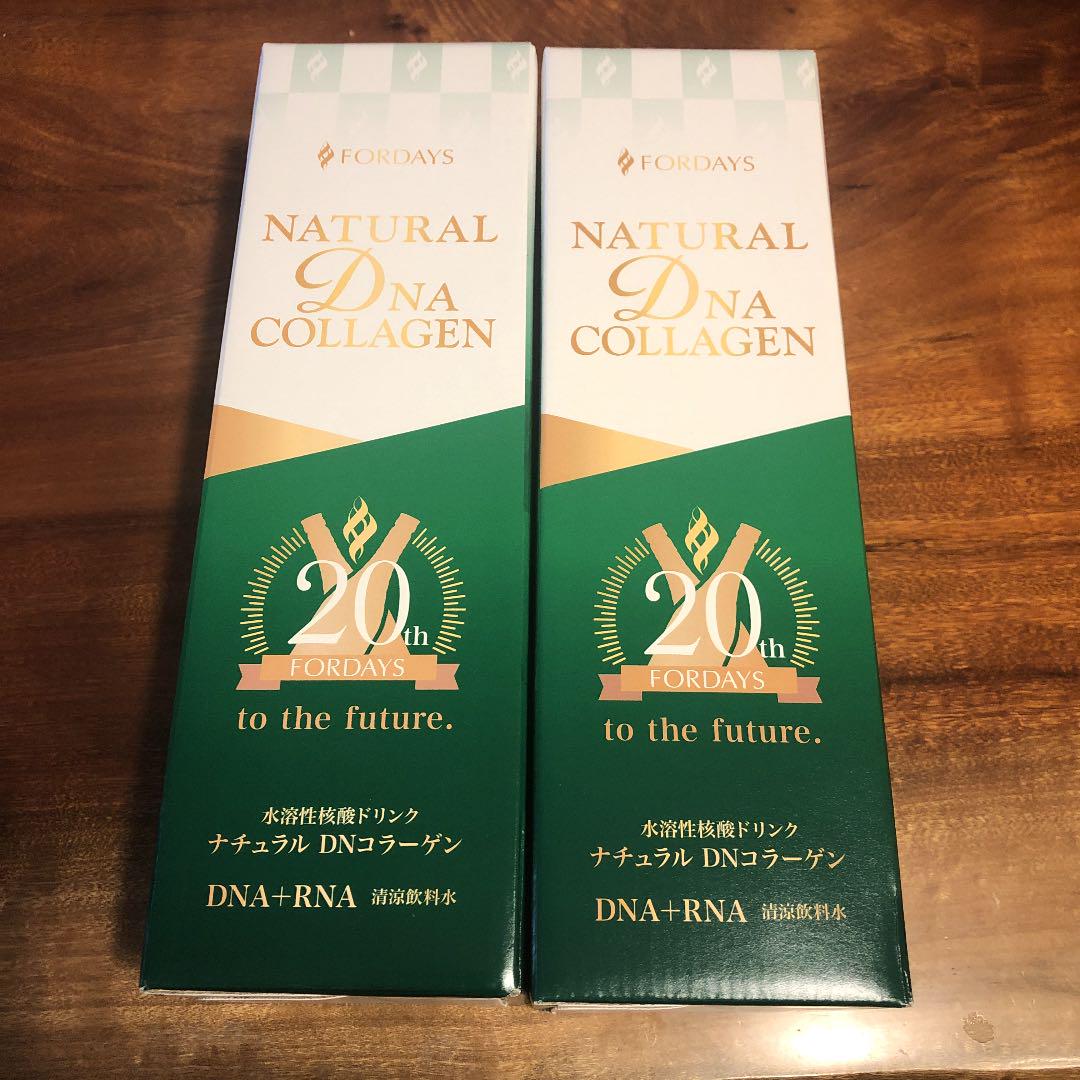 FORDAYS
NATURAL
DNA
COLLAGEN
20th
FORDAYS
to the future.
水溶性核酸ドリンク
ナチュラル DNコラーゲン
DNA+RNA 清涼飲料水
FORDAYS
NATURAL
DNA
COLLAGEN
20th
FORDAYS
to the future.
水溶性核酸ドリンク
ナチュラル DNコラーゲン
DNA+RNA 清涼飲料水